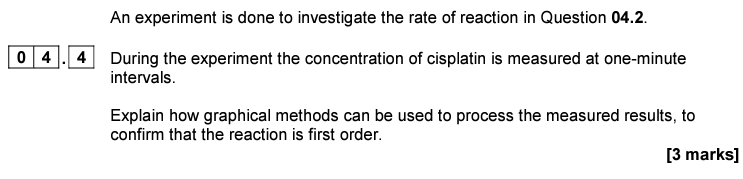 An experiment is done to investigate the rate of reaction in Question 04.2.
0 4 . 4 During the experiment the concentration of cisplatin is measured at one-minute
intervals.
Explain how graphical methods can be used to process the measured results, to
confirm that the reaction is first order.
[3 marks]